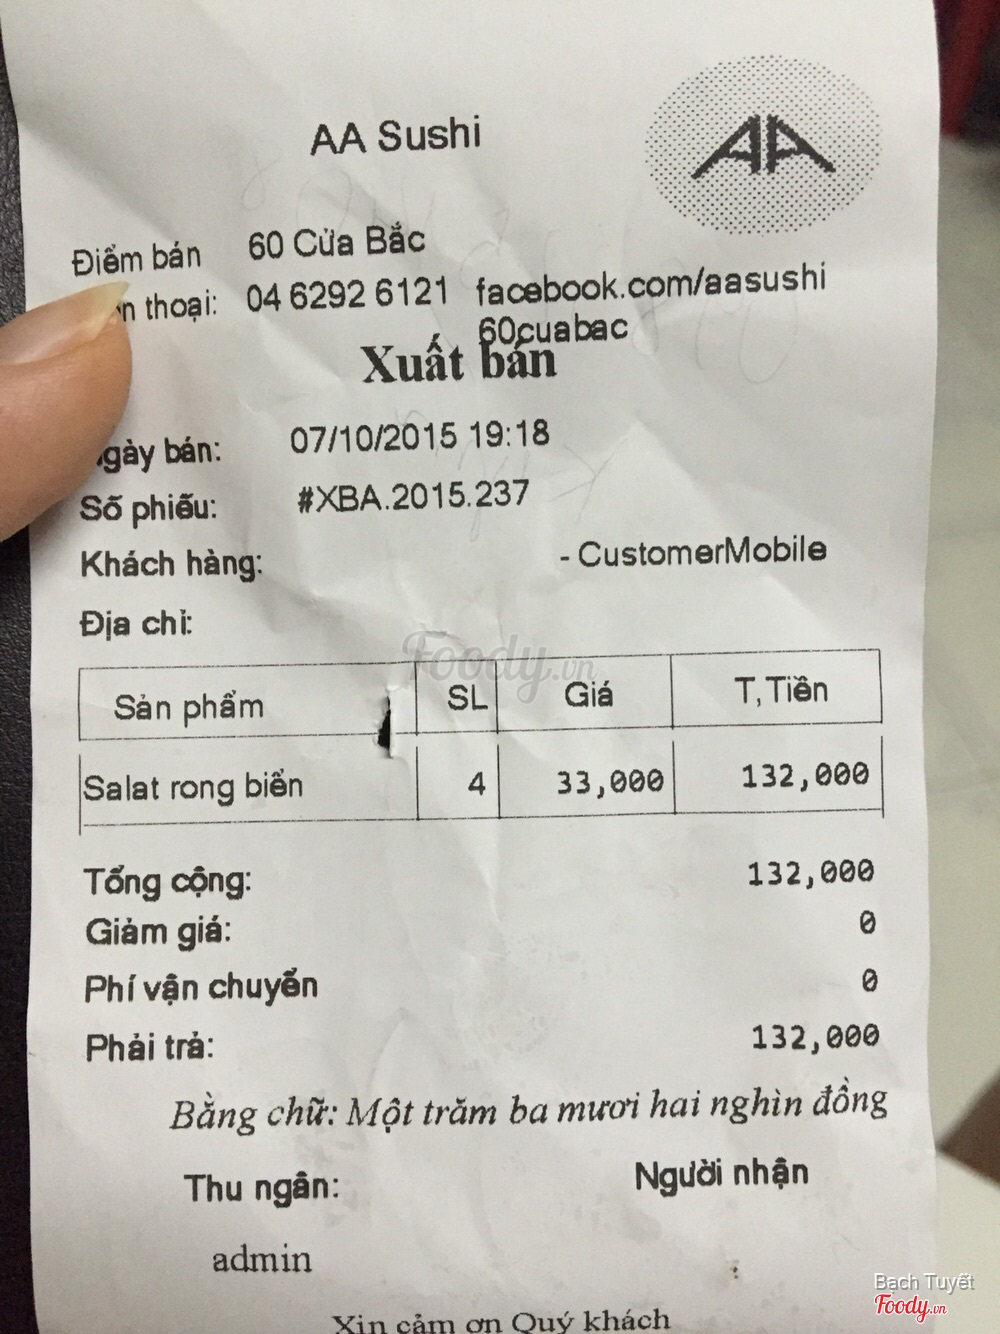 AA Sushi
AA
Điểm bán 60 Cửa Bắc
thoại: 04 6292 6121 facebook.com/aasushi
60cuabac
Xuất bán
gày bán: 07/10/2015 19:18
Số phiếu: #XBA.2015.237
Khách hàng: - CustomerMobile
Địa chỉ:
Foody.vn
Sản phẩm SL Giá T,Tiền
Salat rong biển 4 33,000 132,000
Tổng cộng: 132,000
Giảm giá: 0
Phí vận chuyển 0
Phải trả: 132,000
Bằng chữ: Một trăm ba mươi hai nghìn đồng
Thu ngân: Người nhận
admin
Xin cảm ơn Quý khách
Bạch Tuyết
Foody.vn